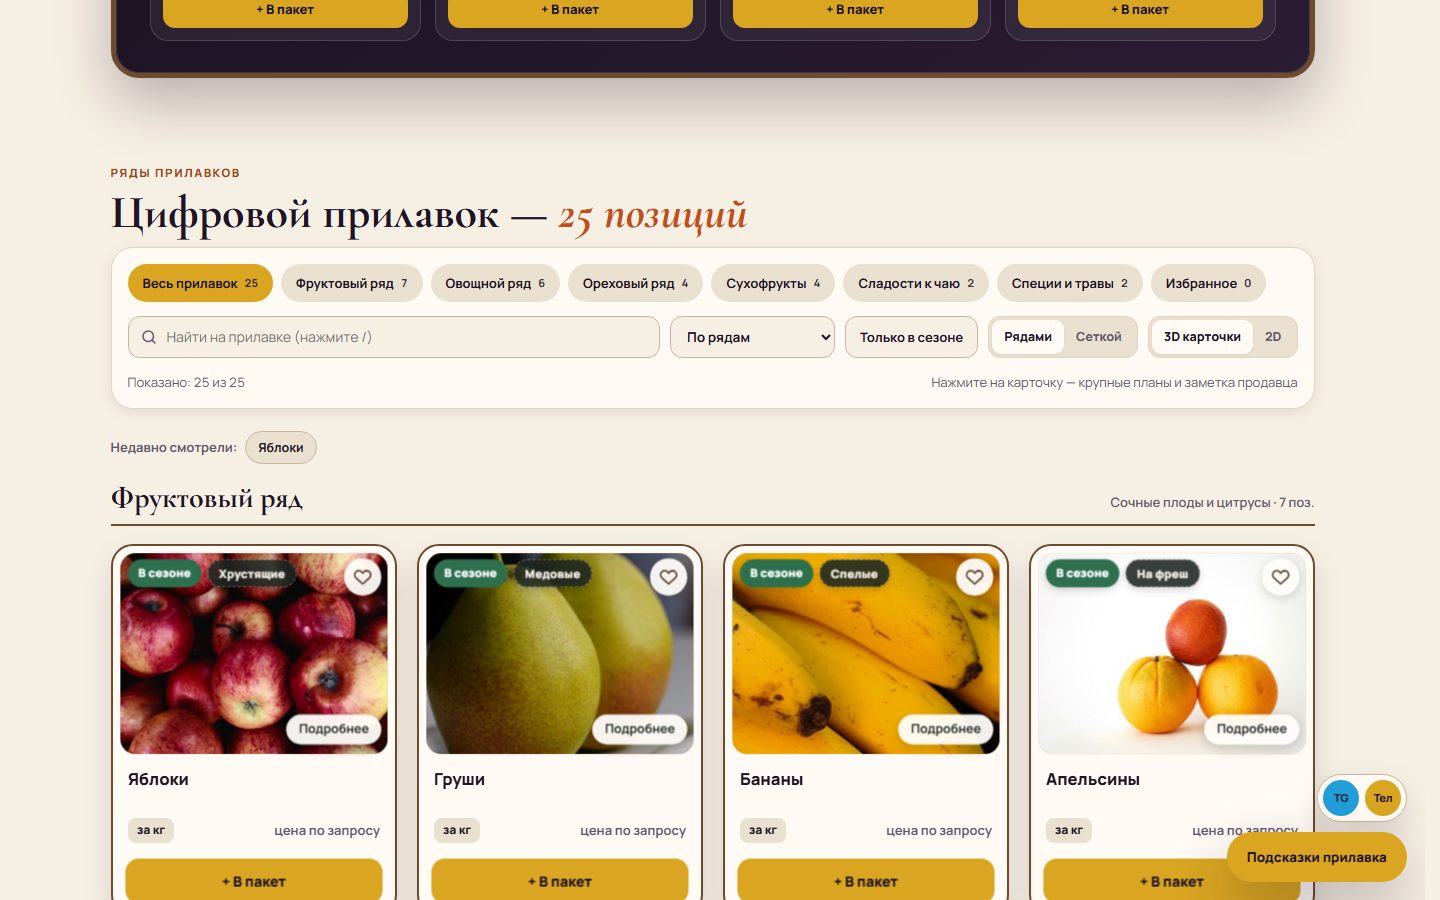 + В пакет
+ В пакет
+ В пакет
+ В пакет
РЯДЫ ПРИЛАВКОВ
Цифровой прилавок — 25 позиций
Весь прилавок 25
Фруктовый ряд 7
Овощной ряд 6
Ореховый ряд 4
Сухофрукты 4
Сладости к чаю 2
Специи и травы 2
Избранное 0
Найти на прилавке (нажмите /)
По рядам
Только в сезоне
Рядами
Сеткой
3D карточки
2D
Показано: 25 из 25
Нажмите на карточку — крупные планы и заметка продавца
Недавно смотрели:
Яблоки
Фруктовый ряд
Сочные плоды и цитрусы · 7 поз.
В сезоне
Хрустящие
Подробнее
Яблоки
за кг
цена по запросу
+ В пакет
В сезоне
Медовые
Подробнее
Груши
за кг
цена по запросу
+ В пакет
В сезоне
Спелые
Подробнее
Бананы
за кг
цена по запросу
+ В пакет
В сезоне
На фреш
Подробнее
Апельсины
за кг
цена по запросу
+ В пакет
TG
Тел
Подсказки прилавка